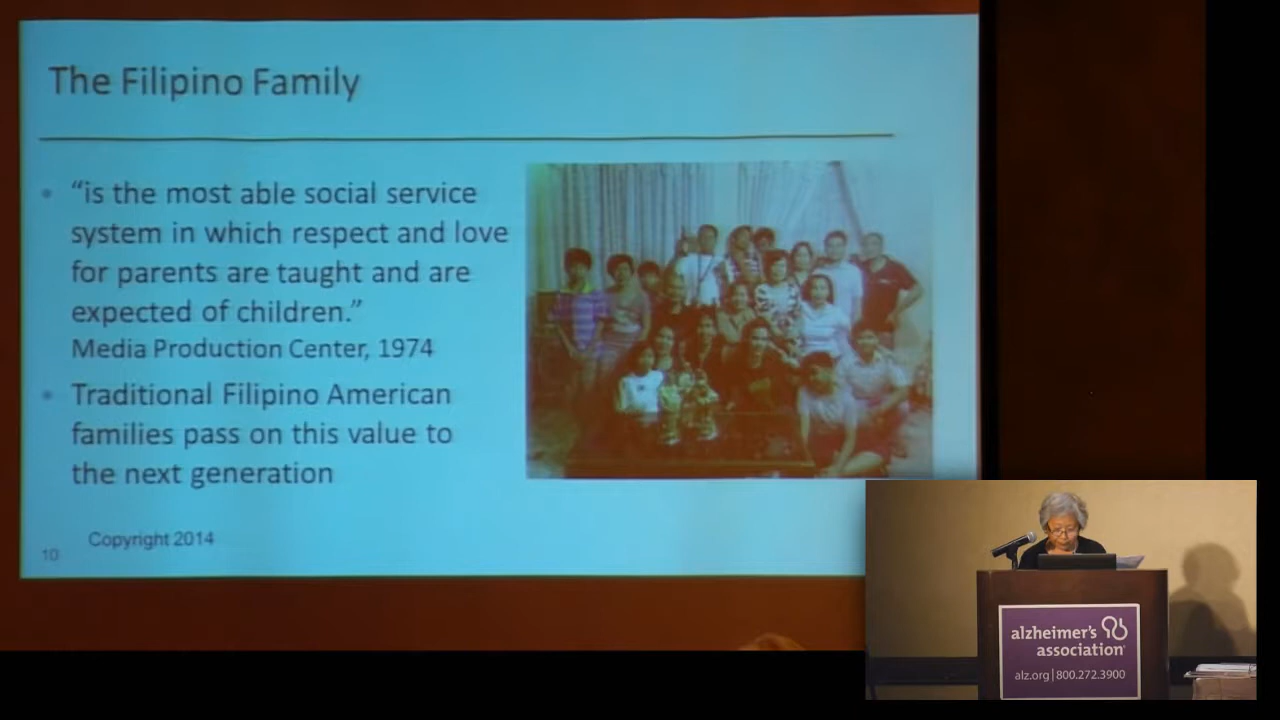 The Filipino Family
• “is the most able social service
system in which respect and love
for parents are taught and are
expected of children.”
Media Production Center, 1974
• Traditional Filipino American
families pass on this value to
the next generation
Copyright 2014
10
alzheimer's
association
alz.org | 800.272.3900